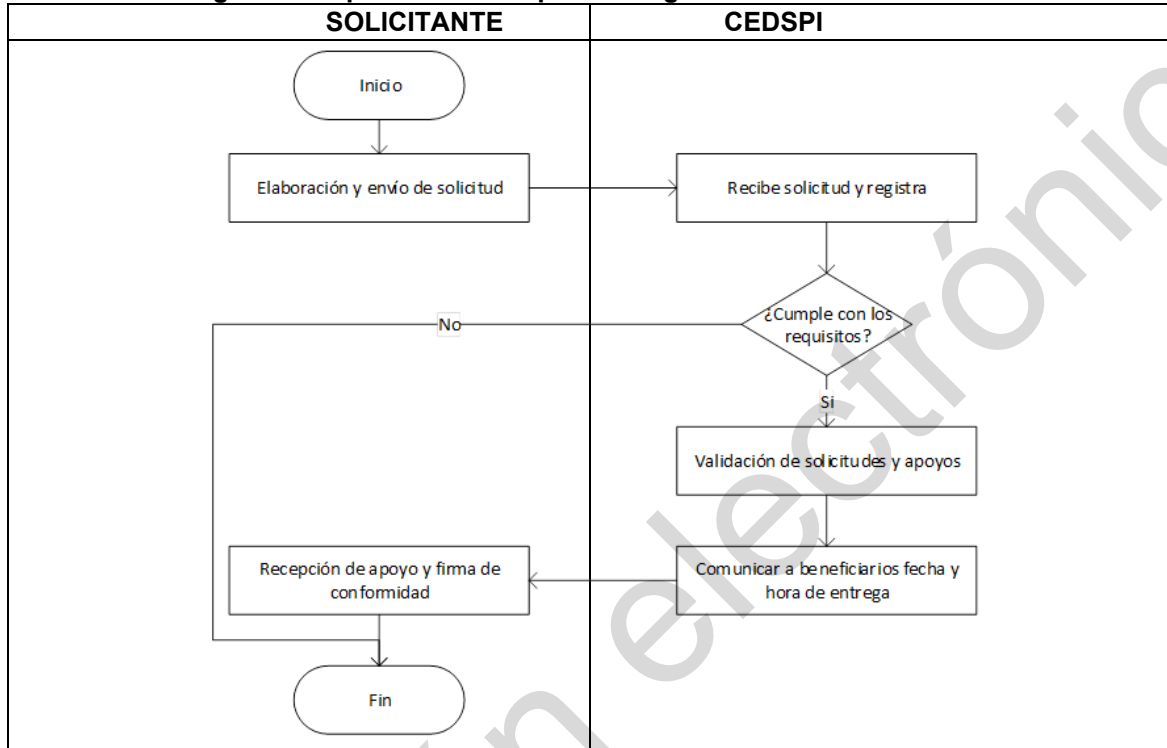 SOLICITANTE CEDSPI
Inicio
Elaboración y envío de solicitud
Recibe solicitud y registra
¿Cumple con los
requisitos?
No
Si
Validación de solicitudes y apoyos
Comunicar a beneficiarios fecha y
hora de entrega
Recepción de apoyo y firma de
conformidad
Fin
electrónic